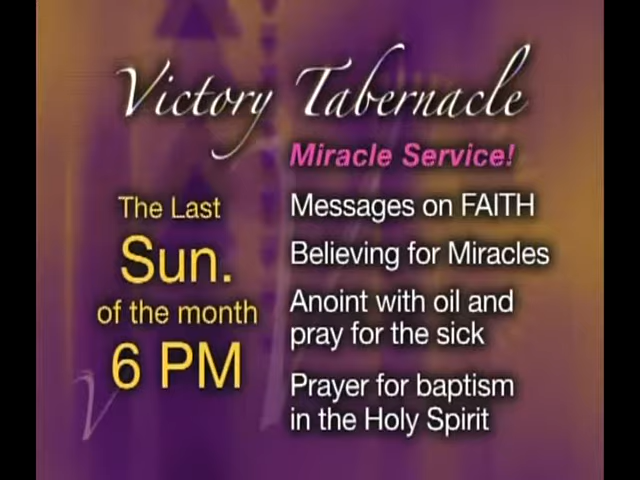 Victory Tabernacle
Miracle Service!
The Last
Sun.
of the month
6 PM
Messages on FAITH
Believing for Miracles
Anoint with oil and
pray for the sick
Prayer for baptism
in the Holy Spirit